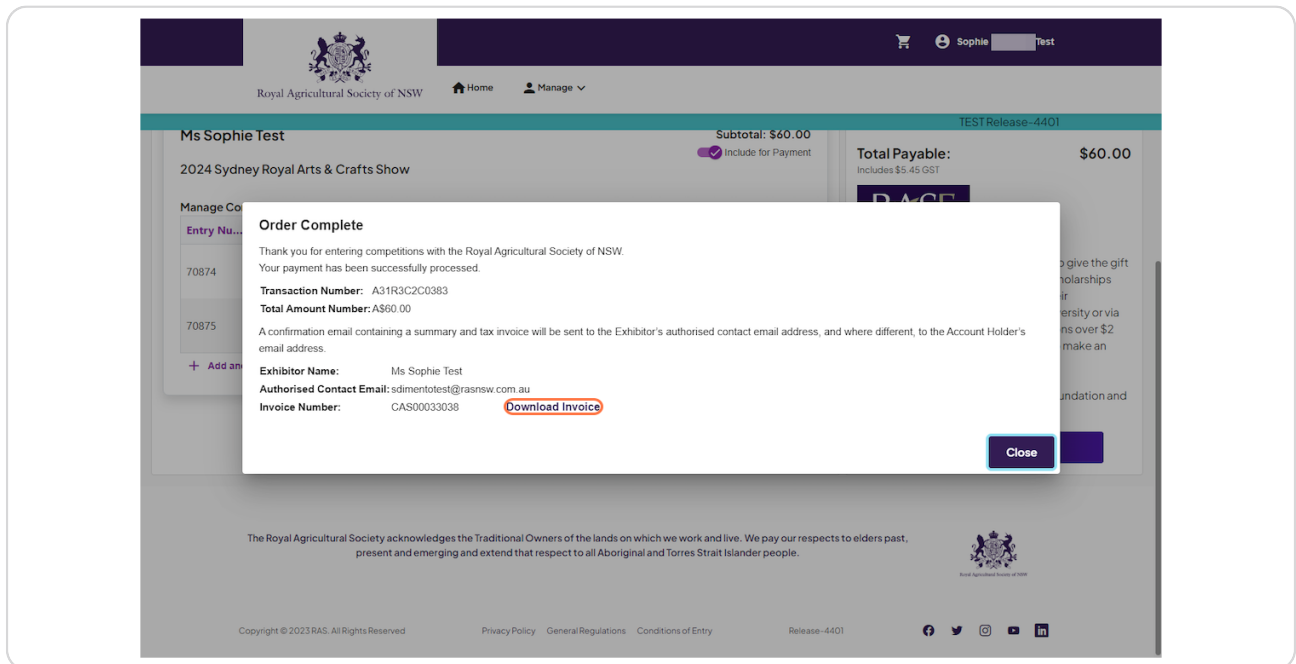 Sophie
Test
Royal Agricultural Society of NSW
Home
Manage
TEST Release-4401
Ms Sophie Test
Subtotal: $60.00
Include for Payment
2024 Sydney Royal Arts & Crafts Show
Total Payable:
$60.00
Includes $5.45 GST
Manage Co
Entry Nu...
70874
70875
Add an
Order Complete
Thank you for entering competitions with the Royal Agricultural Society of NSW.
Your payment has been successfully processed.
Transaction Number: A31R3C2C0383
Total Amount Number: A$60.00
A confirmation email containing a summary and tax invoice will be sent to the Exhibitor's authorised contact email address, and where different, to the Account Holder's
email address.
Exhibitor Name: Ms Sophie Test
Authorised Contact Email: sdimentotest@rasnsw.com.au
Invoice Number: CAS00033038 Download Invoice
Close
give the gift
holarships
ersity or via
ns over $2
make an
undation and
The Royal Agricultural Society acknowledges the Traditional Owners of the lands on which we work and live. We pay our respects to elders past,
present and emerging and extend that respect to all Aboriginal and Torres Strait Islander people.
Royal Agricultural Society of NSW
Copyright © 2023 RAS. All Rights Reserved
Privacy Policy
General Regulations
Conditions of Entry
Release-4401